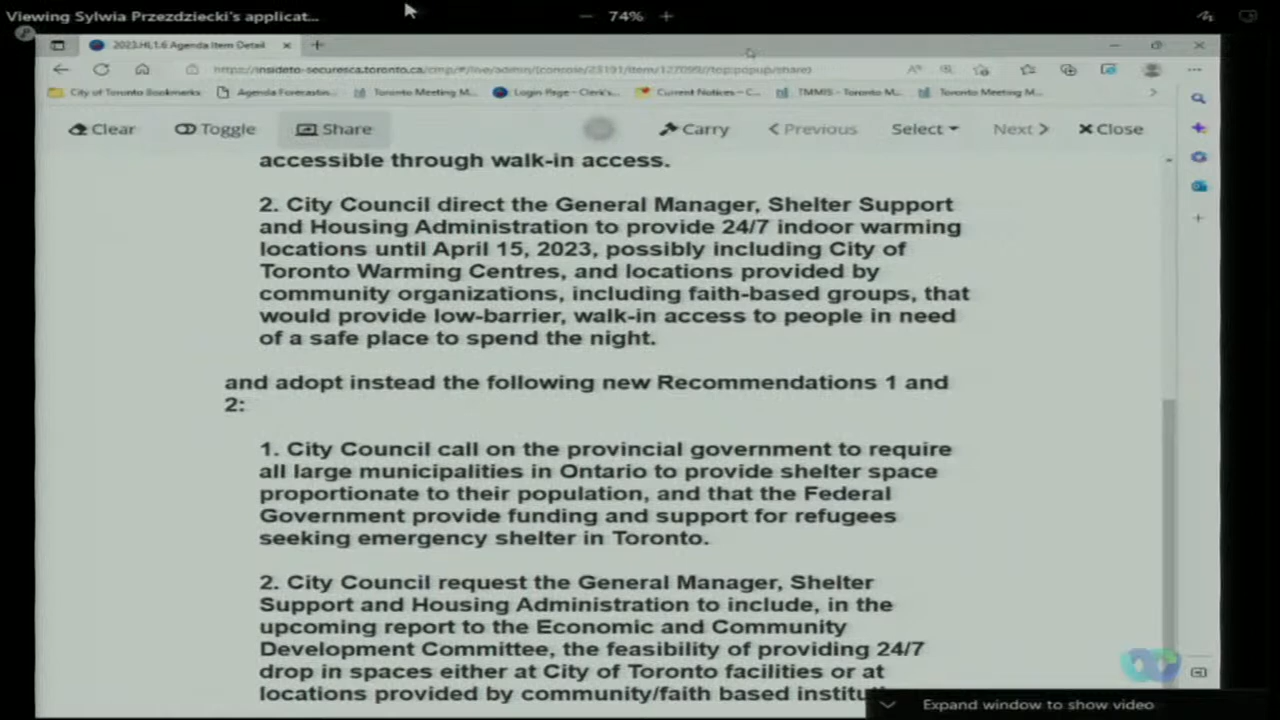 Viewing Sylwia Przezdziecki's applicat...
74%
2023.HL1.6 Agenda Item Detail
City of Toronto Bookmarks
Agenda Forecastin...
Toronto Meeting M...
Login Page - Clerk's...
Current Notices - C...
TMMIS - Toronto M...
Toronto Meeting M...
Clear
Toggle
Share
Carry
Previous
Select
Next
Close
accessible through walk-in access.
2. City Council direct the General Manager, Shelter Support
and Housing Administration to provide 24/7 indoor warming
locations until April 15, 2023, possibly including City of
Toronto Warming Centres, and locations provided by
community organizations, including faith-based groups, that
would provide low-barrier, walk-in access to people in need
of a safe place to spend the night.
and adopt instead the following new Recommendations 1 and
2:
1. City Council call on the provincial government to require
all large municipalities in Ontario to provide shelter space
proportionate to their population, and that the Federal
Government provide funding and support for refugees
seeking emergency shelter in Toronto.
2. City Council request the General Manager, Shelter
Support and Housing Administration to include, in the
upcoming report to the Economic and Community
Development Committee, the feasibility of providing 24/7
drop in spaces either at City of Toronto facilities or at
locations provided by community/faith based
Expand window to show video